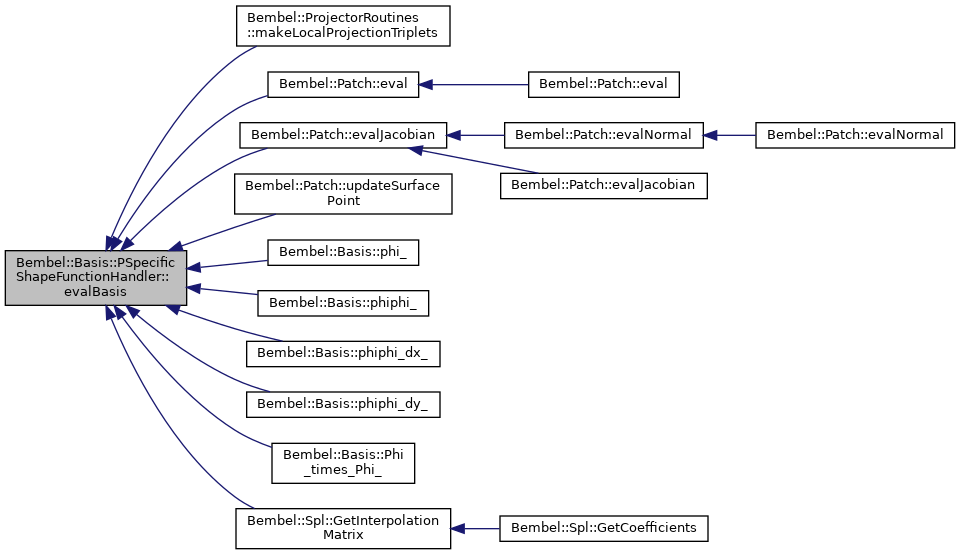 Bembel::ProjectorRoutines
::makeLocalProjectionTriplets
Bembel::Patch::eval
Bembel::Patch::eval
Bembel::Patch::evalJacobian
Bembel::Patch::evalNormal
Bembel::Patch::evalNormal
Bembel::Patch::evalJacobian
Bembel::Patch::updateSurface
Point
Bembel::Basis::PSpecific
ShapeFunctionHandler::
evalBasis
Bembel::Basis::phi_
Bembel::Basis::phiphi_
Bembel::Basis::phiphi_dx_
Bembel::Basis::phiphi_dy_
Bembel::Basis::Phi
_times_Phi_
Bembel::Spl::GetInterpolation
Matrix
Bembel::Spl::GetCoefficients